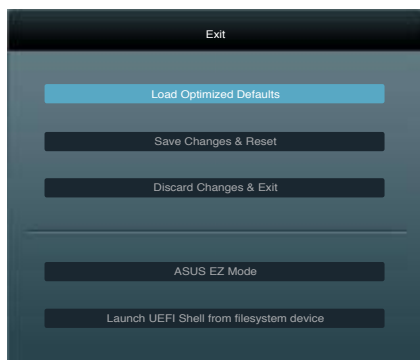 Exit
Load Optimized Defaults
Save Changes & Reset
Discard Changes & Exit
ASUS EZ Mode
Launch UEFI Shell from filesystem device